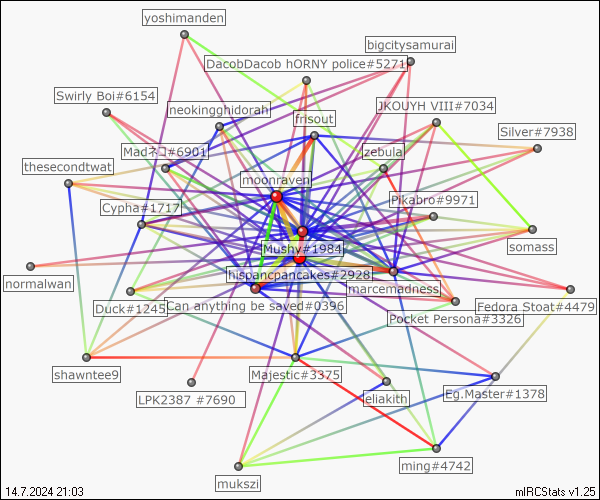 yoshimanden
bigcitysamurai
DacobDacob hORNY police#5271
Swirly Boi#6154
neokingghidorah
JKOUYH VIII#7034
frisout
Silver#7938
Madネコ#6901
zebulal
thesecondtwat
moonraven
Pikabro#9971
Cypha#1717
Mushy#1984
somass
hispancpancakes#2928
normalwan
marcemadness
Duck#1245
Can anything be saved#0396
Fedora Stoat#4479
Pocket Persona#3326
shawntee9
Majestic#3375
LPK2387 #7690
eliakith
Eg.Master#1378
ming#4742
mukszi
14.7.2024 21:03
mIRCStats v1.25